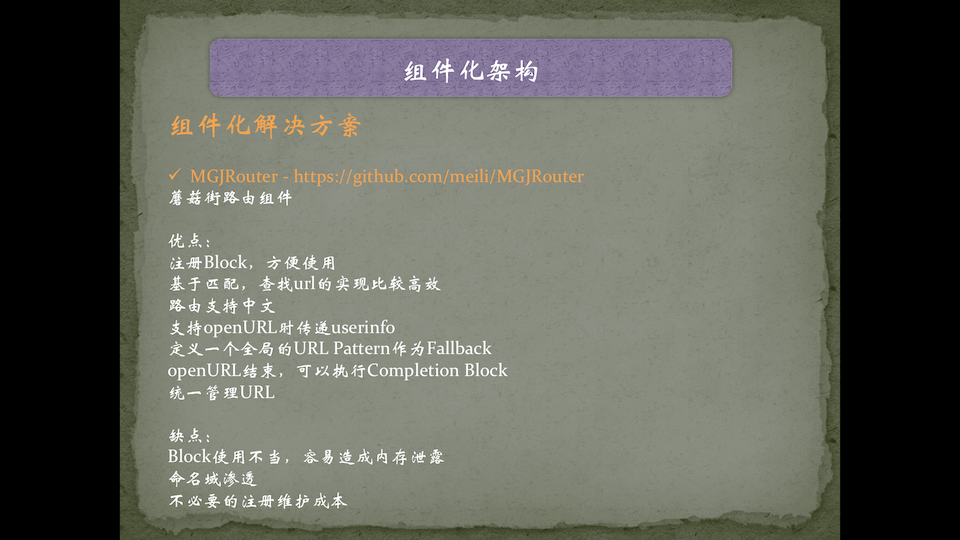 组件化架构
组件化解决方案
✓ MGJRouter - https://github.com/meili/MGJRouter
蘑菇街路由组件
优点：
注册Block，方便使用
基于匹配，查找url的实现比较高效
路由支持中文
支持openURL时传递userinfo
定义一个全局的URL Pattern作为Fallback
openURL结束，可以执行Completion Block
统一管理URL
缺点：
Block使用不当，容易造成内存泄露
命名域渗透
不必要的注册维护成本